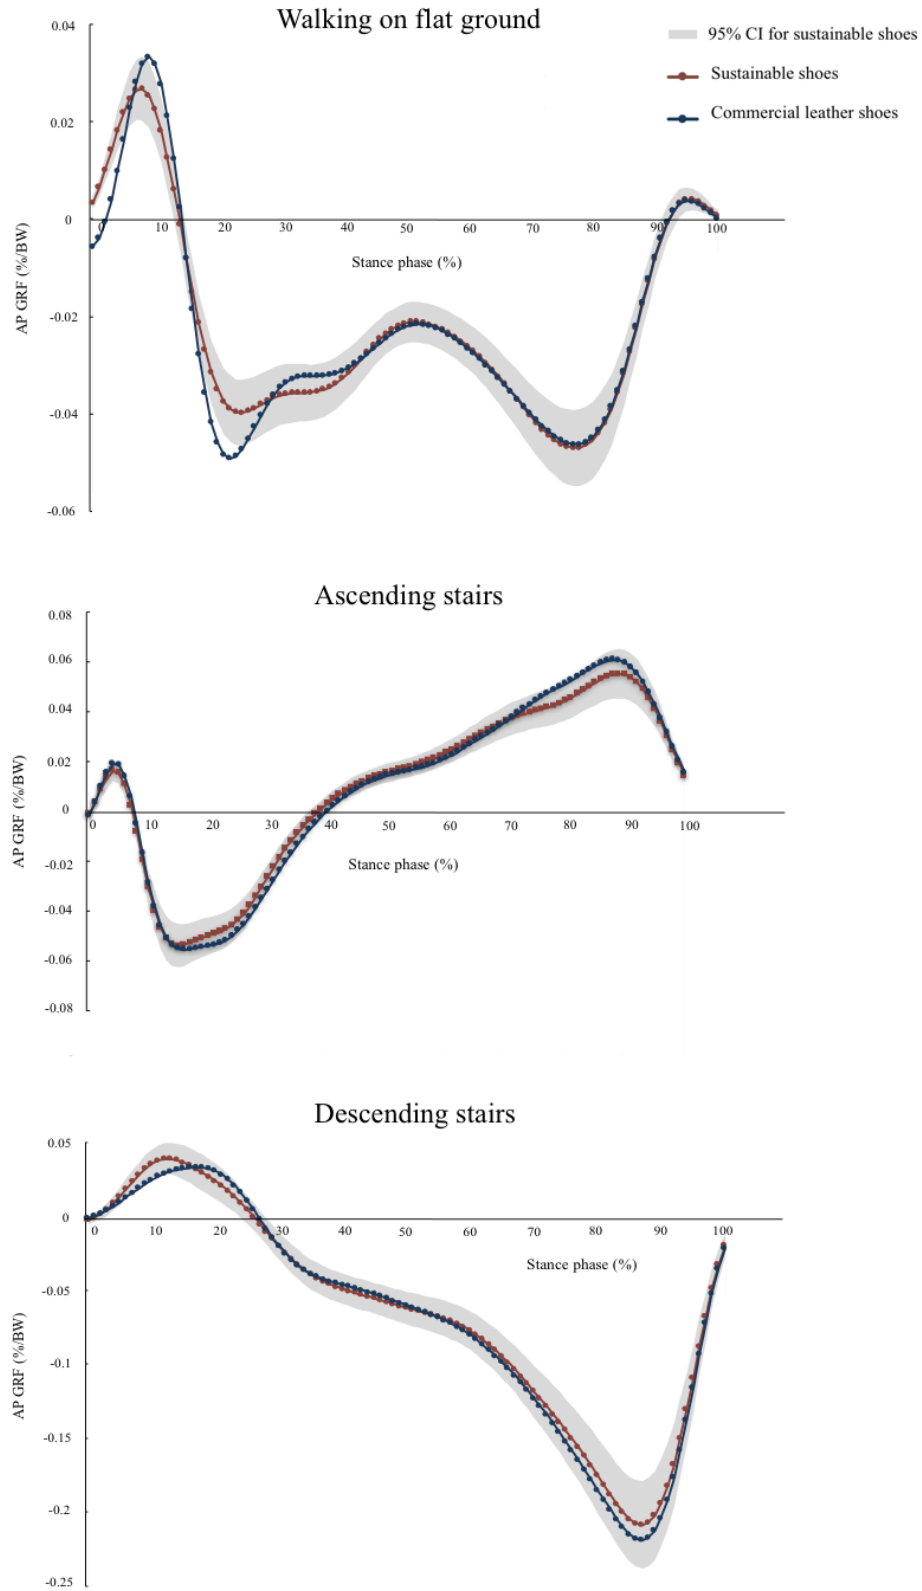 Walking on flat ground
95% CI for sustainable shoes
Sustainable shoes
Commercial leather shoes
0.04
0.02
0
-0.02
-0.04
-0.06
AP GRF (%/BW)
0 10 20 30 40 50 60 70 80 90 100
Stance phase (%)
Ascending stairs
0.08
0.06
0.04
0.02
0
-0.02
-0.04
-0.06
-0.08
AP GRF (%/BW)
0 10 20 30 40 50 60 70 80 90 100
Stance phase (%)
Descending stairs
0.05
0
-0.05
-0.1
-0.15
-0.2
-0.25
AP GRF (%/BW)
0 10 20 30 40 50 60 70 80 90 100
Stance phase (%)